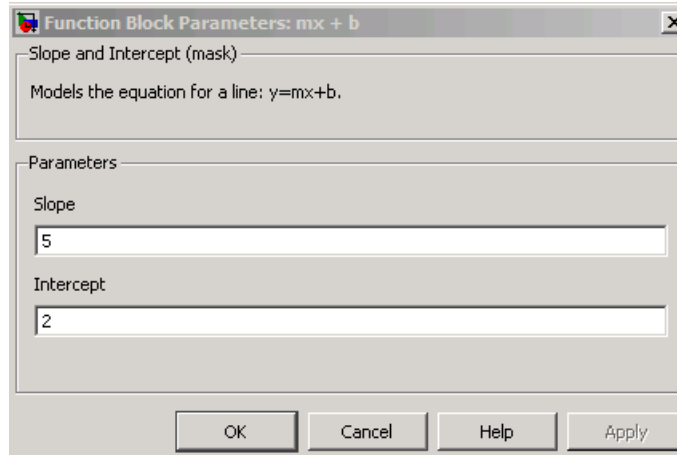 Function Block Parameters: mx + b
Slope and Intercept (mask)
Models the equation for a line: y=mx+b.
Parameters
Slope
5
Intercept
2
OK Cancel Help Apply